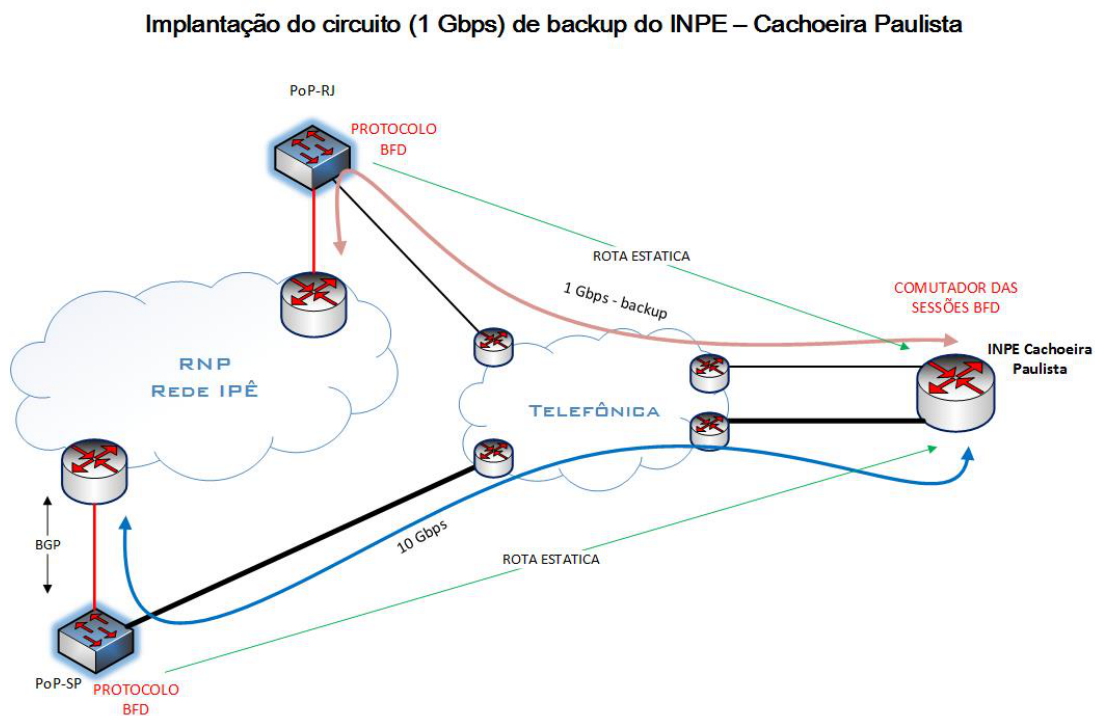 Implantação do circuito (1 Gbps) de backup do INPE – Cachoeira Paulista
PoP-RJ
PROTOCOLO
BFD
ROTA ESTATICA
1 Gbps - backup
COMUTADOR DAS
SESSÕES BFD
INPE Cachoeira
Paulista
RNP
Rede IPÊ
Telefônica
BGP
10 Gbps
ROTA ESTATICA
PoP-SP
PROTOCOLO
BFD